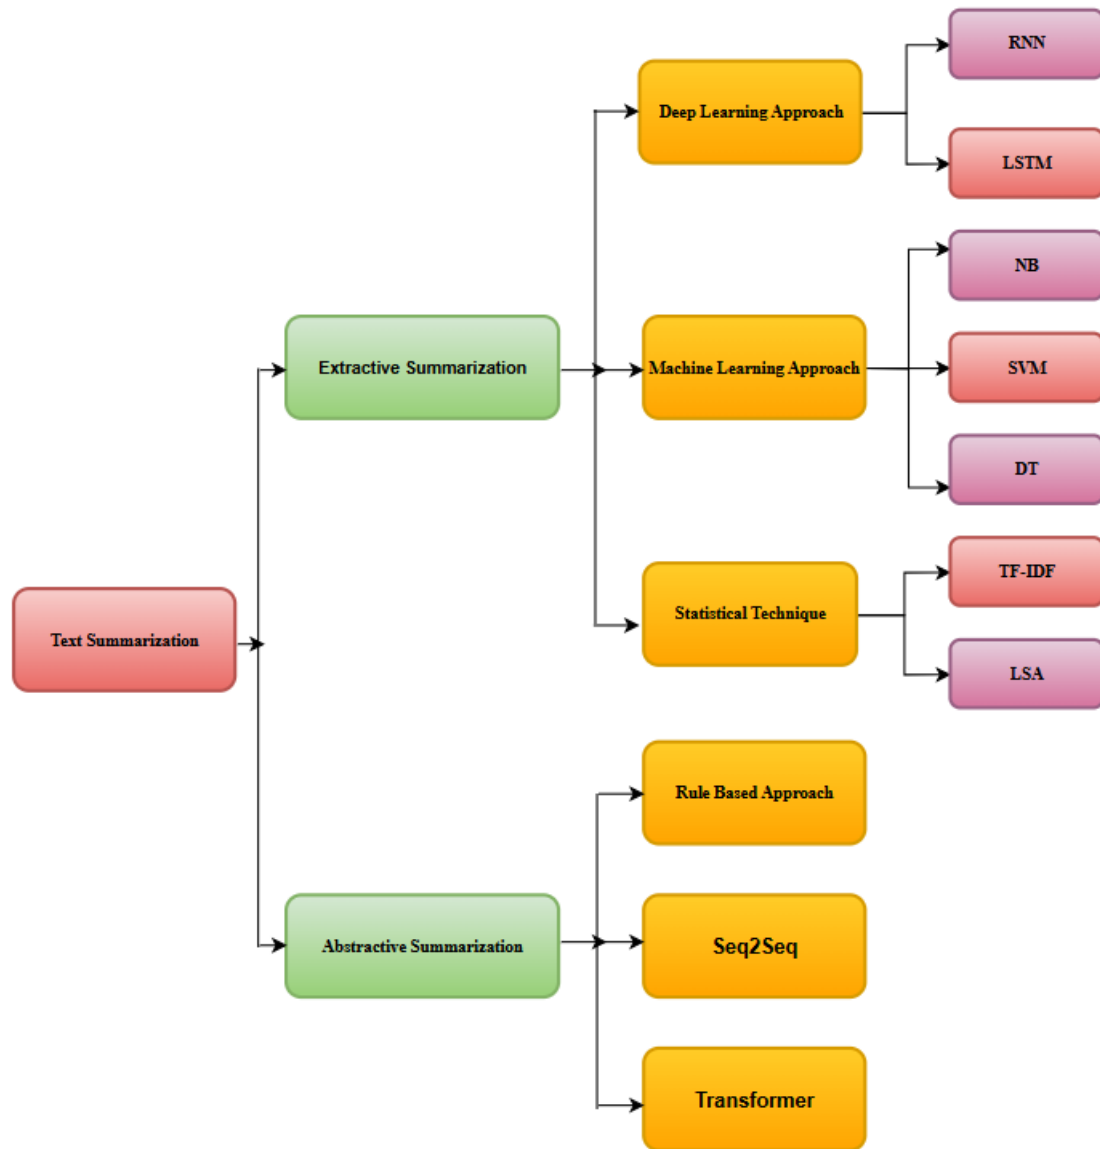 RNN
Deep Learning Approach
LSTM
NB
Extractive Summarization
Machine Learning Approach
SVM
DT
TF-IDF
Statistical Technique
Text Summarization
LSA
Rule Based Approach
Abstractive Summarization
Seq2Seq
Transformer